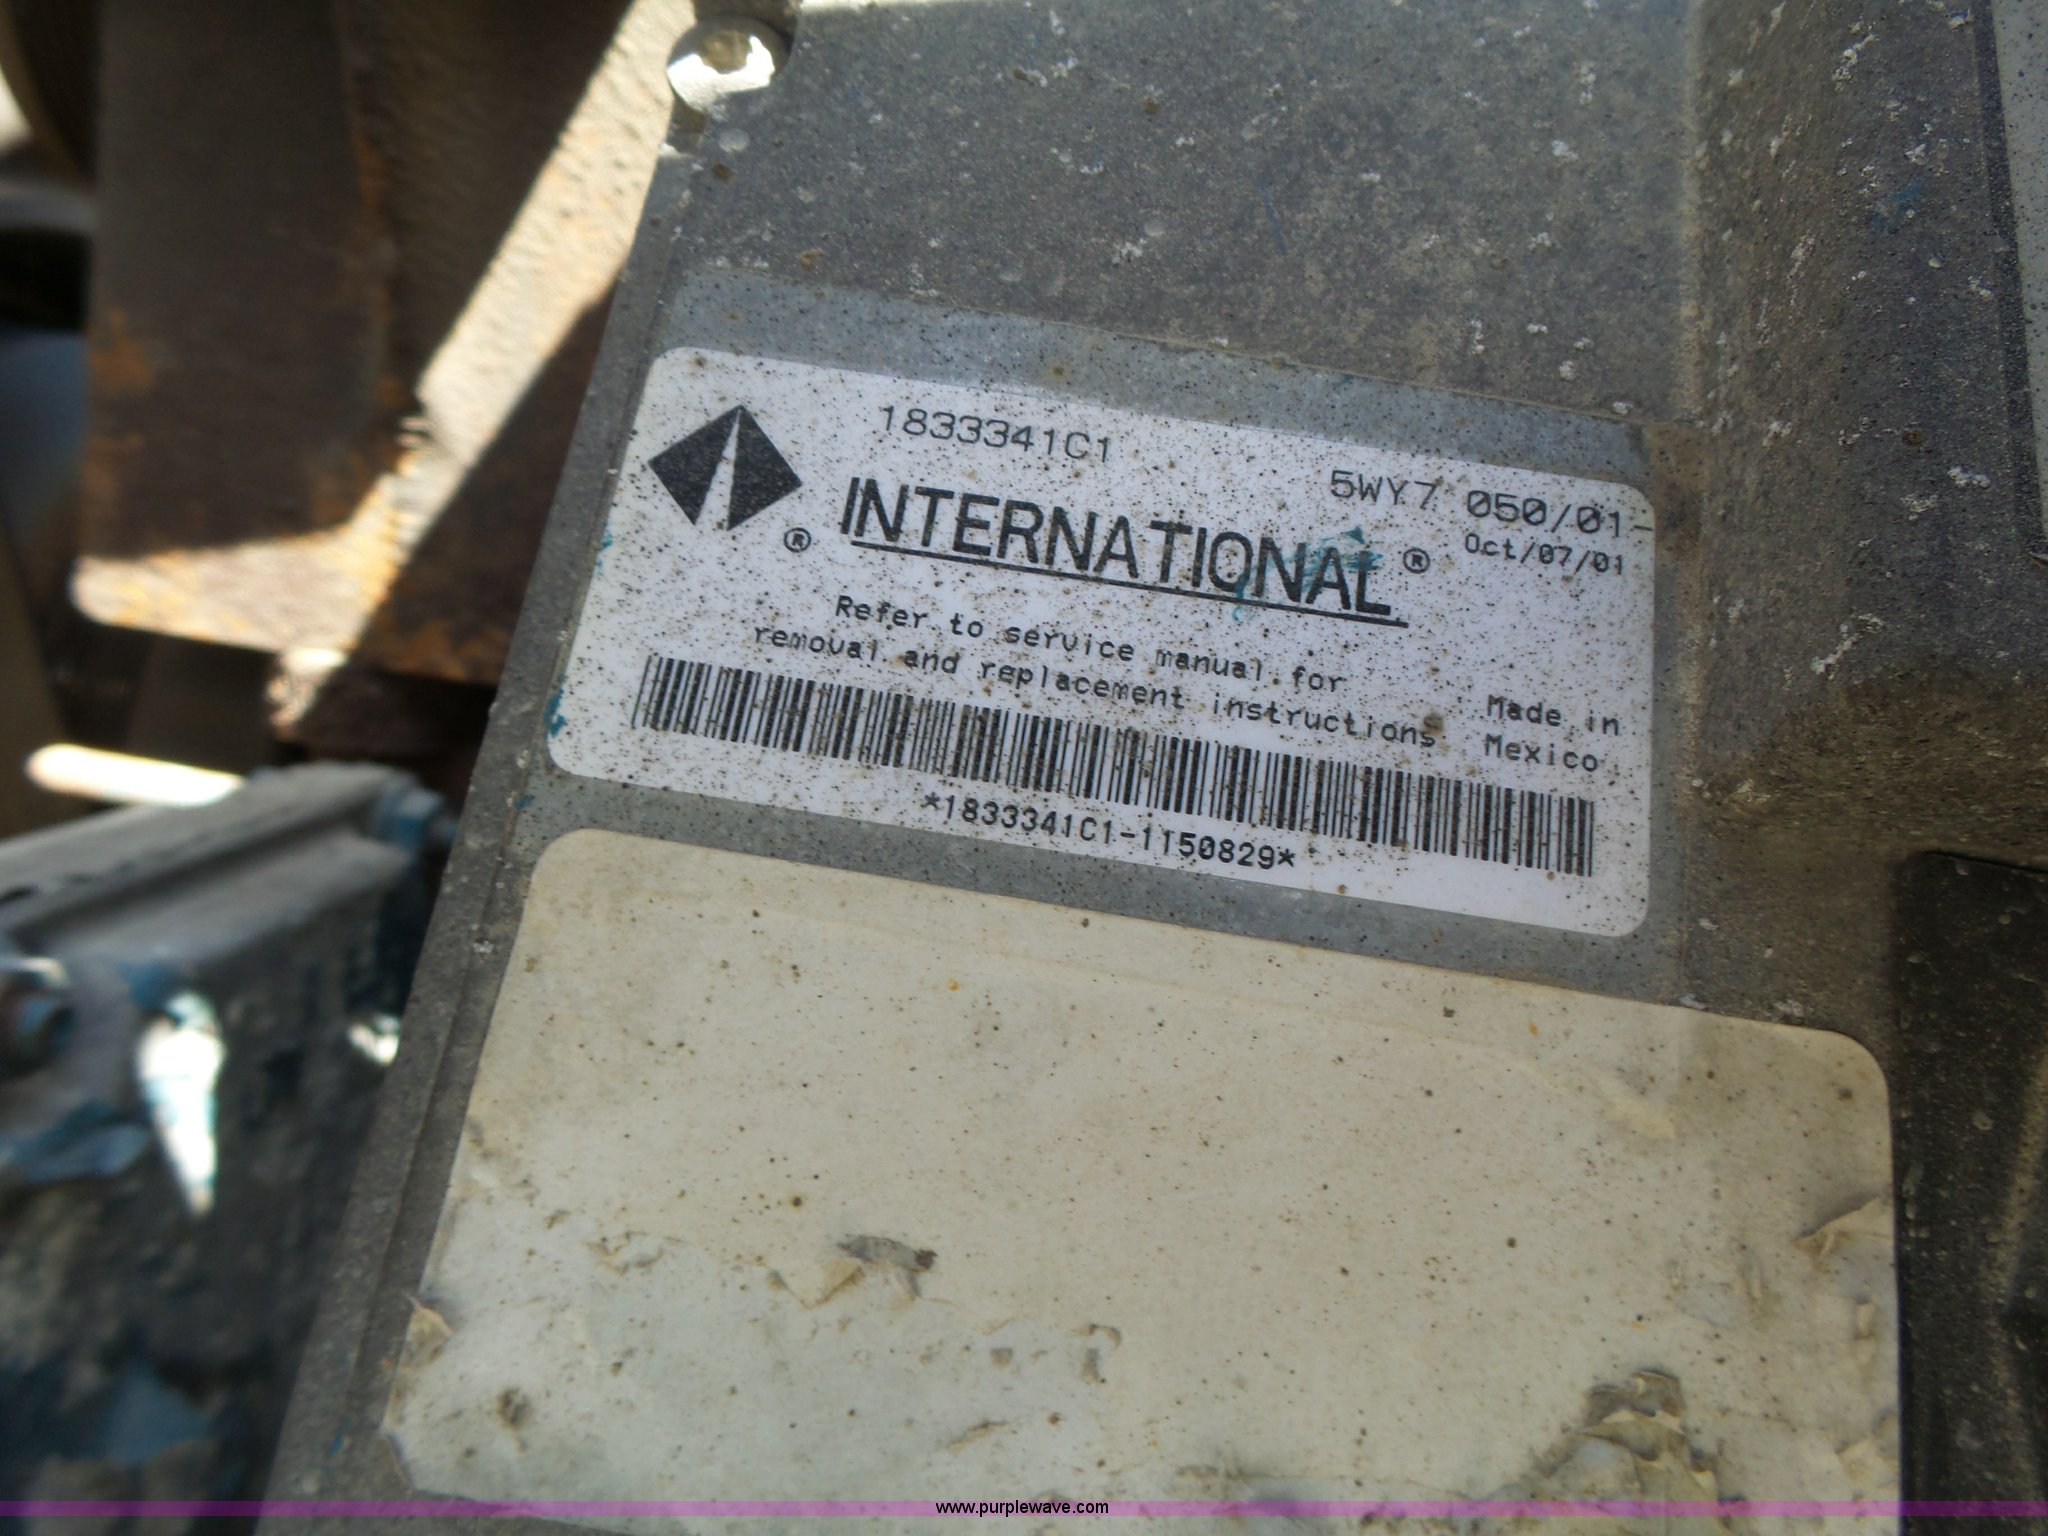 1833341C1
5WY7 050/01-
INTERNATIONAL®
®
Oct/07/01
Refer to service manual for
removal and replacement instructions
Made in
Mexico
*1833341C1-1150829*
www.purplewave.com